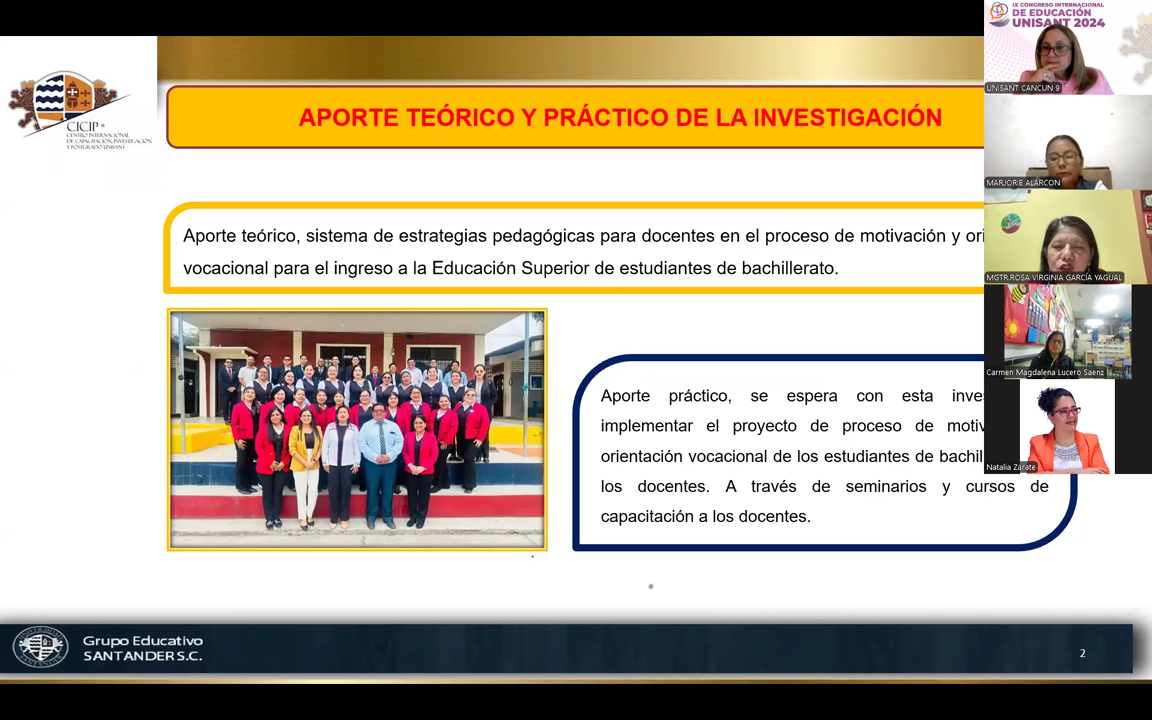 IX CONGRESO INTERNACIONAL
DE EDUCACIÓN
UNISANT 2024
UNISANT CANCUN 9
CICIP
CENTRO INTERNACIONAL
DE CAPACITACIÓN, INVESTIGACIÓN
Y POSTGRADO UNISANT
APORTE TEÓRICO Y PRÁCTICO DE LA INVESTIGACIÓN
MARJORIE ALARCON
Aporte teórico, sistema de estrategias pedagógicas para docentes en el proceso de motivación y ori
vocacional para el ingreso a la Educación Superior de estudiantes de bachillerato.
MGTR.ROSA VIRGINIA GARCÍA YAGUAL
Carmen Magdalena Lucero Saenz
Aporte práctico, se espera con esta inves
implementar el proyecto de proceso de motiv
orientación vocacional de los estudiantes de bachil
los docentes. A través de seminarios y cursos de
capacitación a los docentes.
Natalia Zárate
Grupo Educativo
SANTANDER S.C.
2